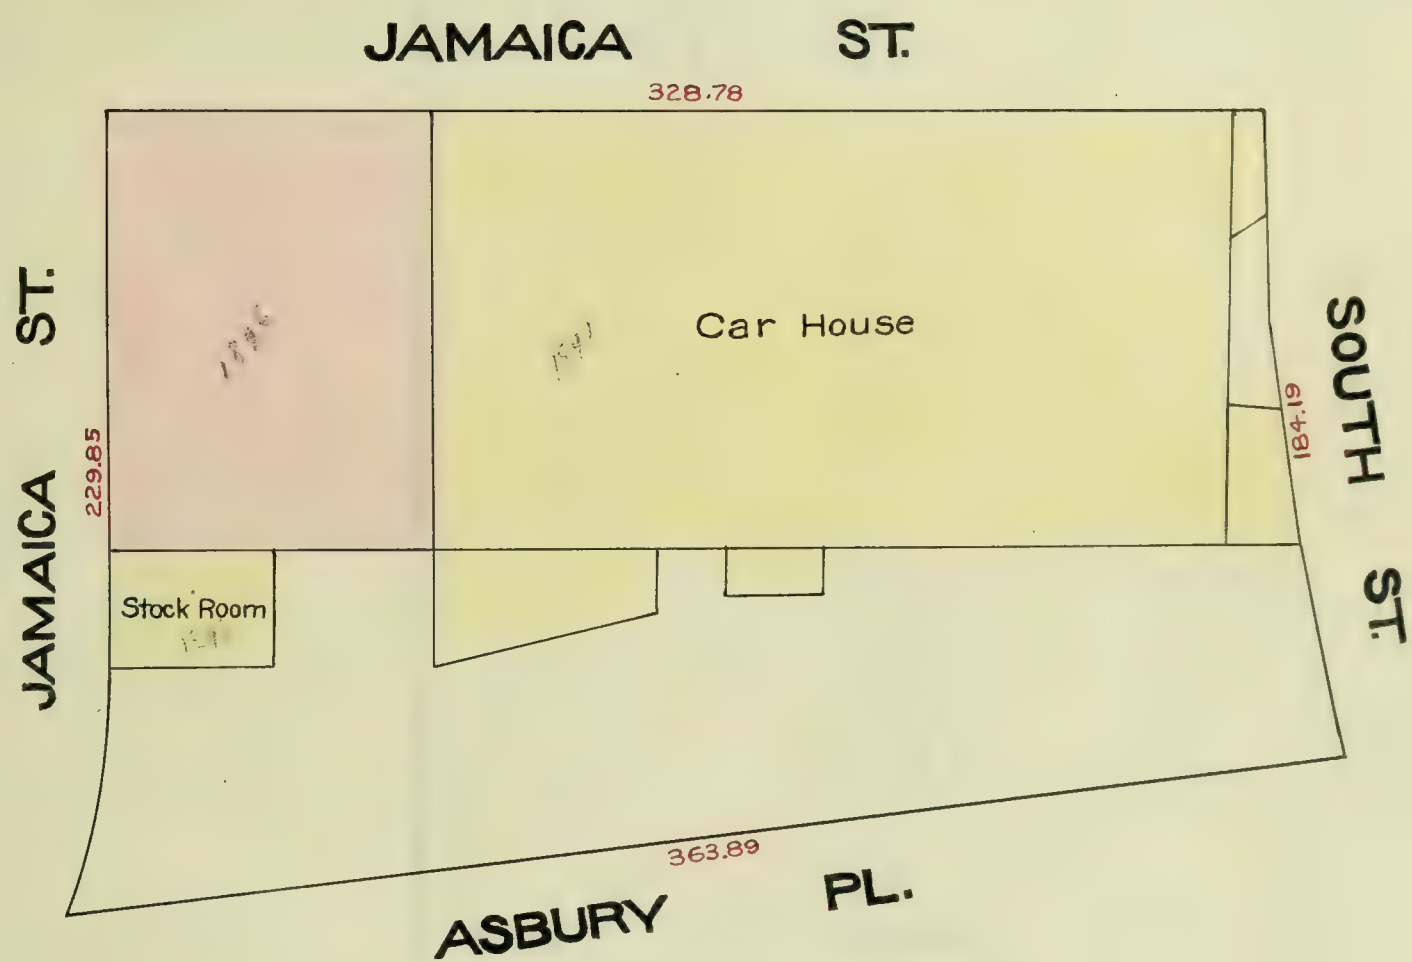 JAMAICA ST.
328.78
JAMAICA ST.
229.85
Car House
SOUTH ST.
184.19
Stock Room
363.89
ASBURY PL.